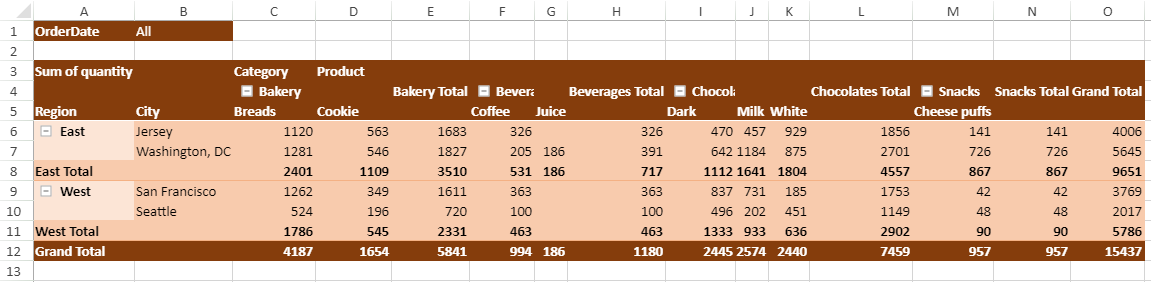 A B C D E F G H I J K L M N O
1 OrderDate All
2
3 Sum of quantity Category Product
4 Bakery Bakery Total Bevera Beverages Total Chocol Chocolates Total Snacks Snacks Total Grand Total
5 Region City Breads Cookie Coffee Juice Dark Milk White Cheese puffs
6 East Jersey 1120 563 1683 326 326 470 457 929 1856 141 141 4006
7 Washington, DC 1281 546 1827 205 186 391 642 1184 875 2701 726 726 5645
8 East Total 2401 1109 3510 531 186 717 1112 1641 1804 4557 867 867 9651
9 West San Francisco 1262 349 1611 363 363 837 731 185 1753 42 42 3769
10 Seattle 524 196 720 100 100 496 202 451 1149 48 48 2017
11 West Total 1786 545 2331 463 463 1333 933 636 2902 90 90 5786
12 Grand Total 4187 1654 5841 994 186 1180 2445 2574 2440 7459 957 957 15437
13